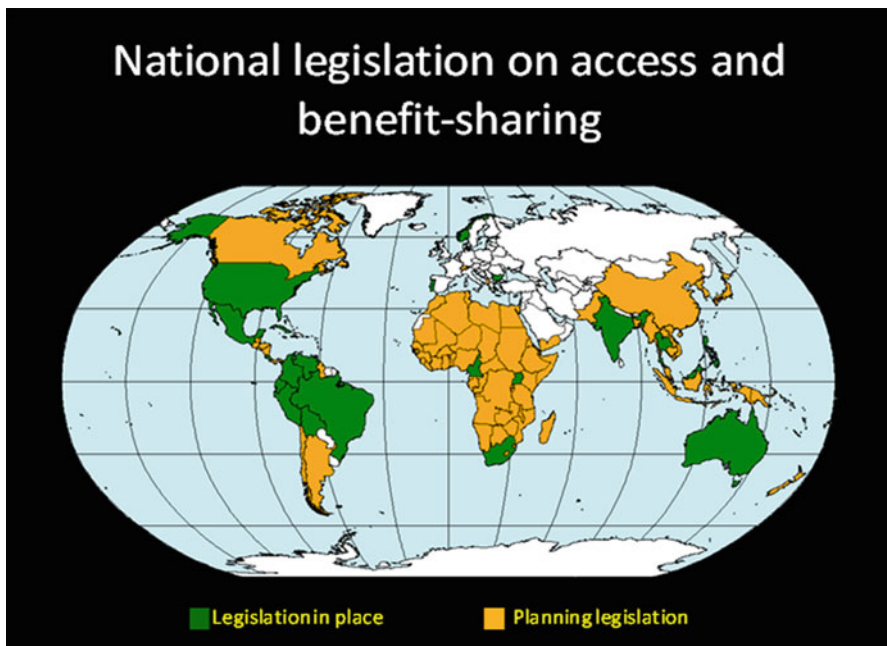 National legislation on access and
benefit-sharing
Legislation in place
Planning legislation